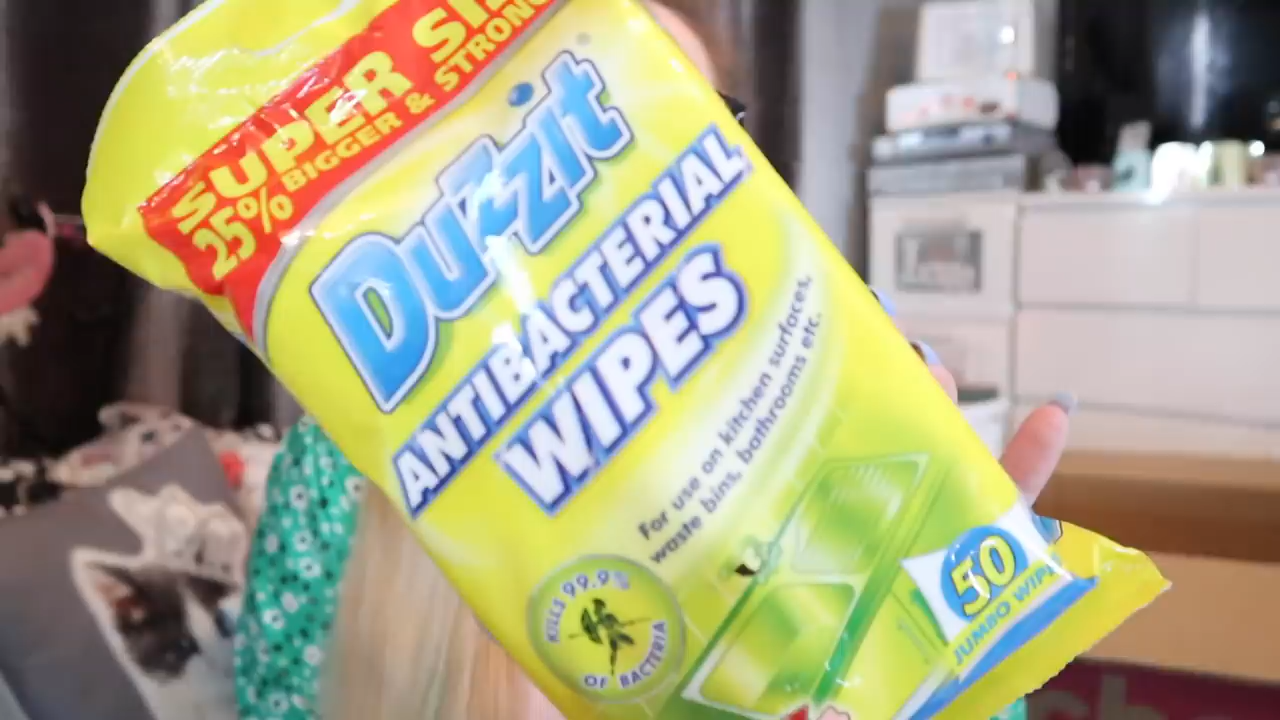 SUPER
25% BIGGER & STRONG
DUZZIT
ANTIBACTERIAL
WIPES
For use on kitchen surfaces,
waste bins, bathrooms etc.
KILLS 99.9%
OF BACTERIA
50
JUMBO